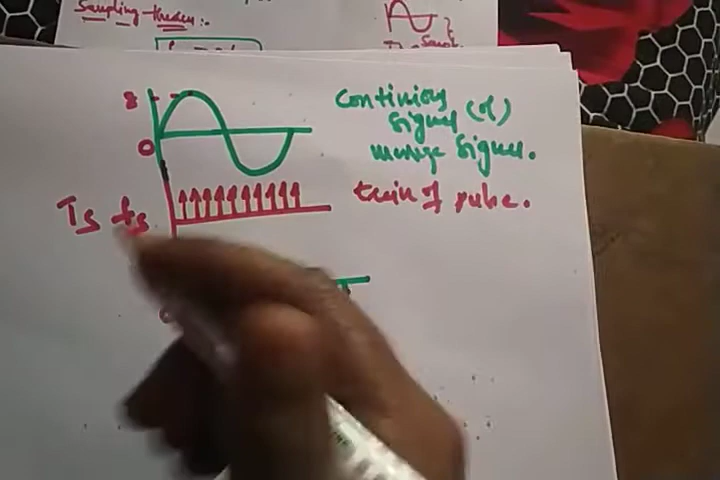 Sampling theorem :-
8
Continious
Signal (or)
message signal.
0
Ts fs
train of pulse.